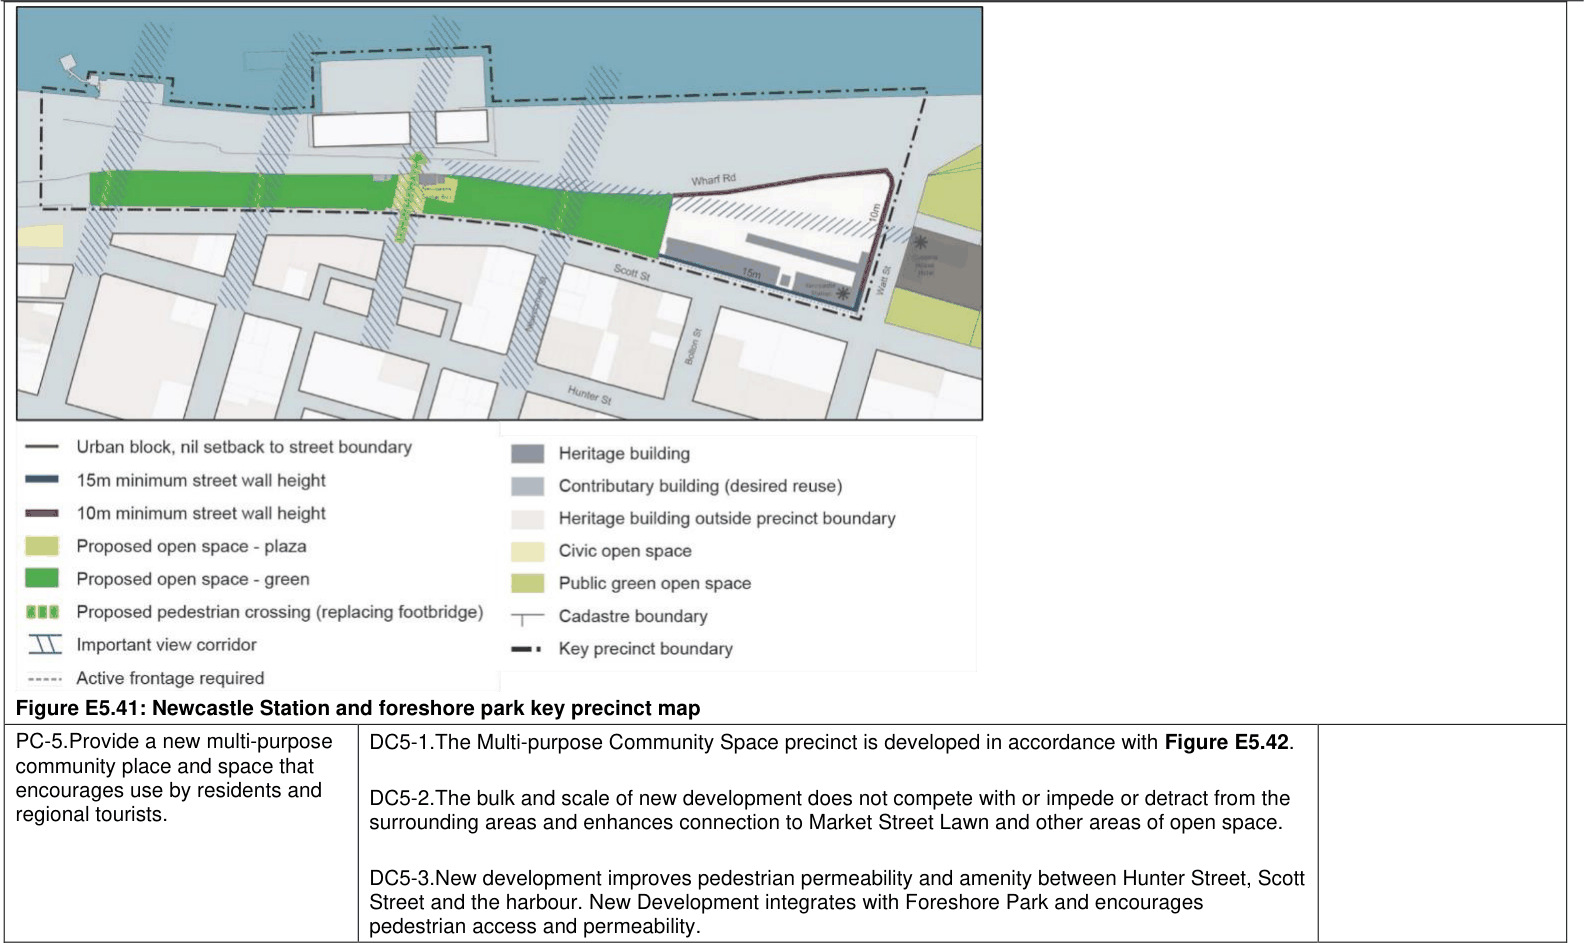 Wharf Rd
10m
Watt St
15m
Scott St
Bolton St
Hunter St
Urban block, nil setback to street boundary
15m minimum street wall height
10m minimum street wall height
Proposed open space - plaza
Proposed open space - green
Proposed pedestrian crossing (replacing footbridge)
Important view corridor
Active frontage required
Heritage building
Contributary building (desired reuse)
Heritage building outside precinct boundary
Civic open space
Public green open space
Cadastre boundary
Key precinct boundary
Figure E5.41: Newcastle Station and foreshore park key precinct map
PC-5.Provide a new multi-purpose
community place and space that
encourages use by residents and
regional tourists.
DC5-1.The Multi-purpose Community Space precinct is developed in accordance with Figure E5.42.
DC5-2.The bulk and scale of new development does not compete with or impede or detract from the
surrounding areas and enhances connection to Market Street Lawn and other areas of open space.
DC5-3.New development improves pedestrian permeability and amenity between Hunter Street, Scott
Street and the harbour. New Development integrates with Foreshore Park and encourages
pedestrian access and permeability.